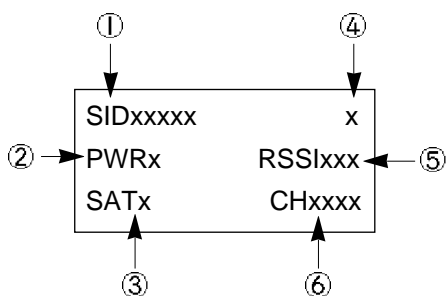 ① ④
SIDxxxxx x
② PWRx RSSIxxx ⑤
SATx CHxxxx
③ ⑥